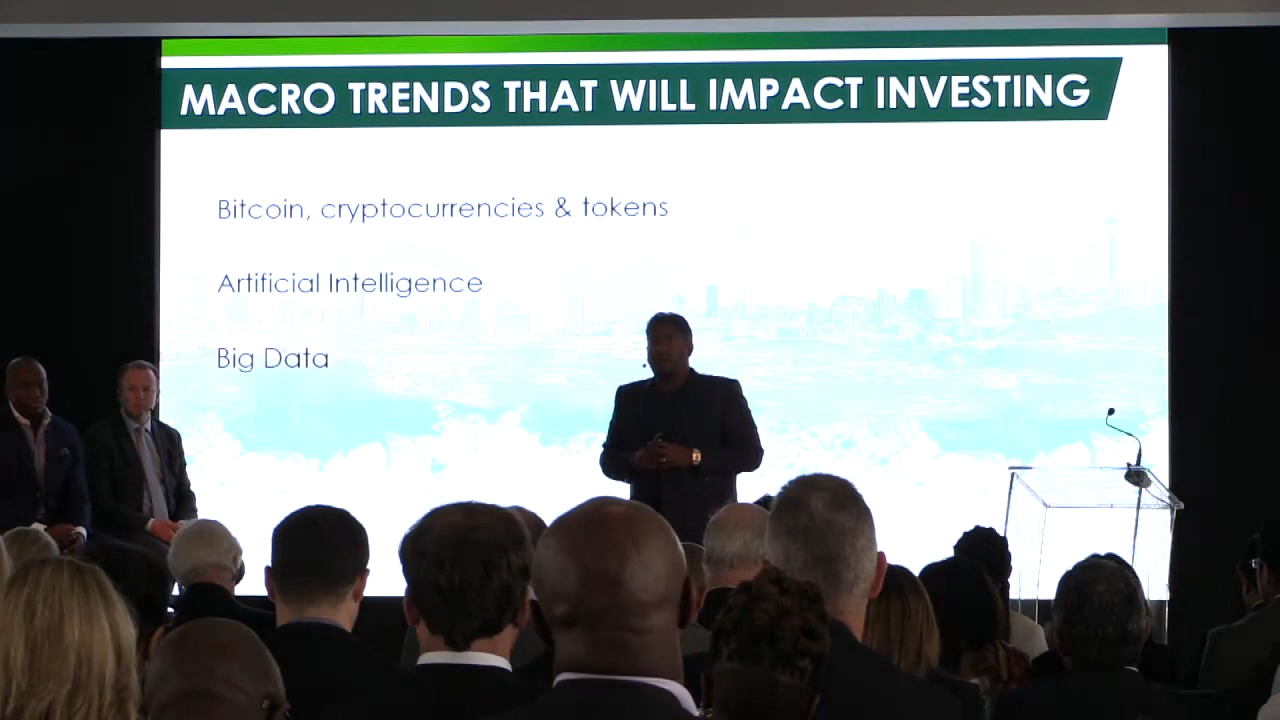 MACRO TRENDS THAT WILL IMPACT INVESTING
Bitcoin, cryptocurrencies & tokens
Artificial Intelligence
Big Data